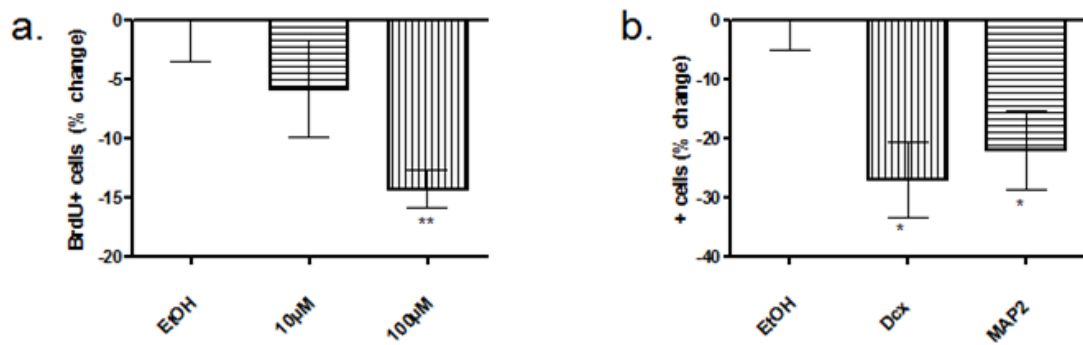 a.
BrdU+ cells (% change)
0
-5
-10
-15
-20
**
EtOH
10µM
100µM
b.
+ cells (% change)
0
-10
-20
-30
-40
*
*
EtOH
Dcx
MAP2